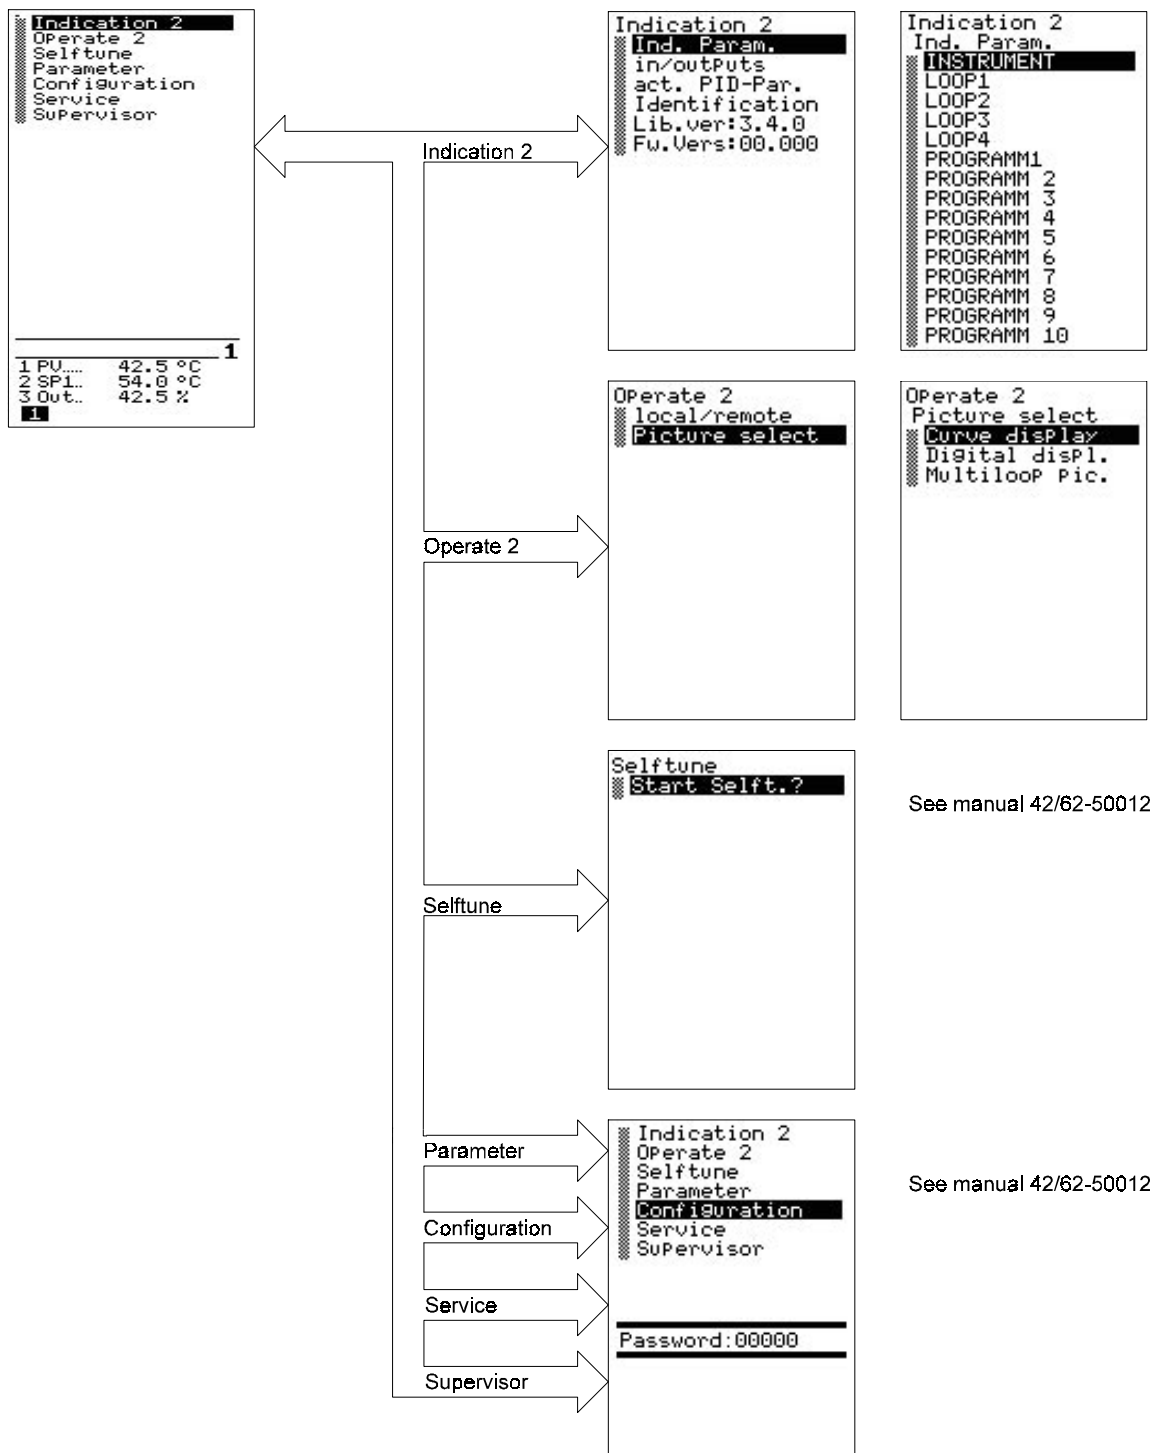 Indication 2
Operate 2
Selftune
Parameter
Configuration
Service
Supervisor
1
1 PV..... 42.5 °C
2 SP1.. 54.0 °C
3 Out.. 42.5 %
1
Indication 2
Indication 2
Ind. Param.
in/outputs
act. PID-Par.
Identification
Lib.ver:3.4.0
Fw.Vers:00.000
Indication 2
Ind. Param.
INSTRUMENT
LOOP1
LOOP2
LOOP3
LOOP4
PROGRAMM1
PROGRAMM 2
PROGRAMM 3
PROGRAMM 4
PROGRAMM 5
PROGRAMM 6
PROGRAMM 7
PROGRAMM 8
PROGRAMM 9
PROGRAMM 10
Operate 2
Operate 2
local/remote
Picture select
Operate 2
Picture select
Curve display
Digital displ.
Multiloop Pic.
Selftune
Selftune
Start Selft.?
See manual 42/62-50012
Parameter
Configuration
Service
Supervisor
Indication 2
Operate 2
Selftune
Parameter
Configuration
Service
Supervisor
Password:00000
See manual 42/62-50012